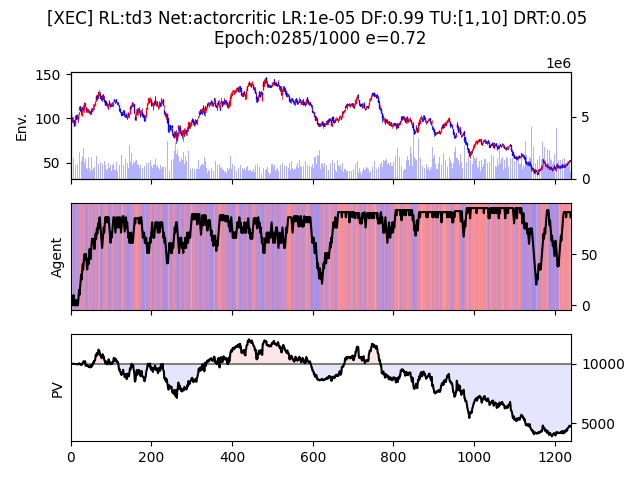 [XEC] RL:td3 Net:actorcritic LR:1e-05 DF:0.99 TU:[1,10] DRT:0.05
Epoch:0285/1000 e=0.72
1e6
150
100
50
Env.
5
0
Agent
50
0
PV
10000
5000
0 200 400 600 800 1000 1200